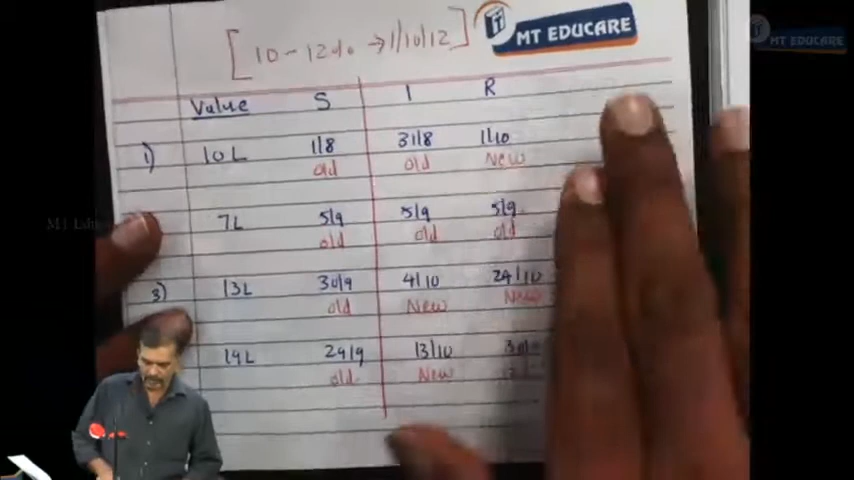 [10 - 12% → 1/10/12]
MT EDUCARE
MT EDUCARE
Value S I R
1) 10L 1/8 31/8 1/10
old old New
7L 5/9 5/9 5/9
old old old
3) 13L 30/9 4/10 24/10
old New New
19L 29/9 13/10
old New